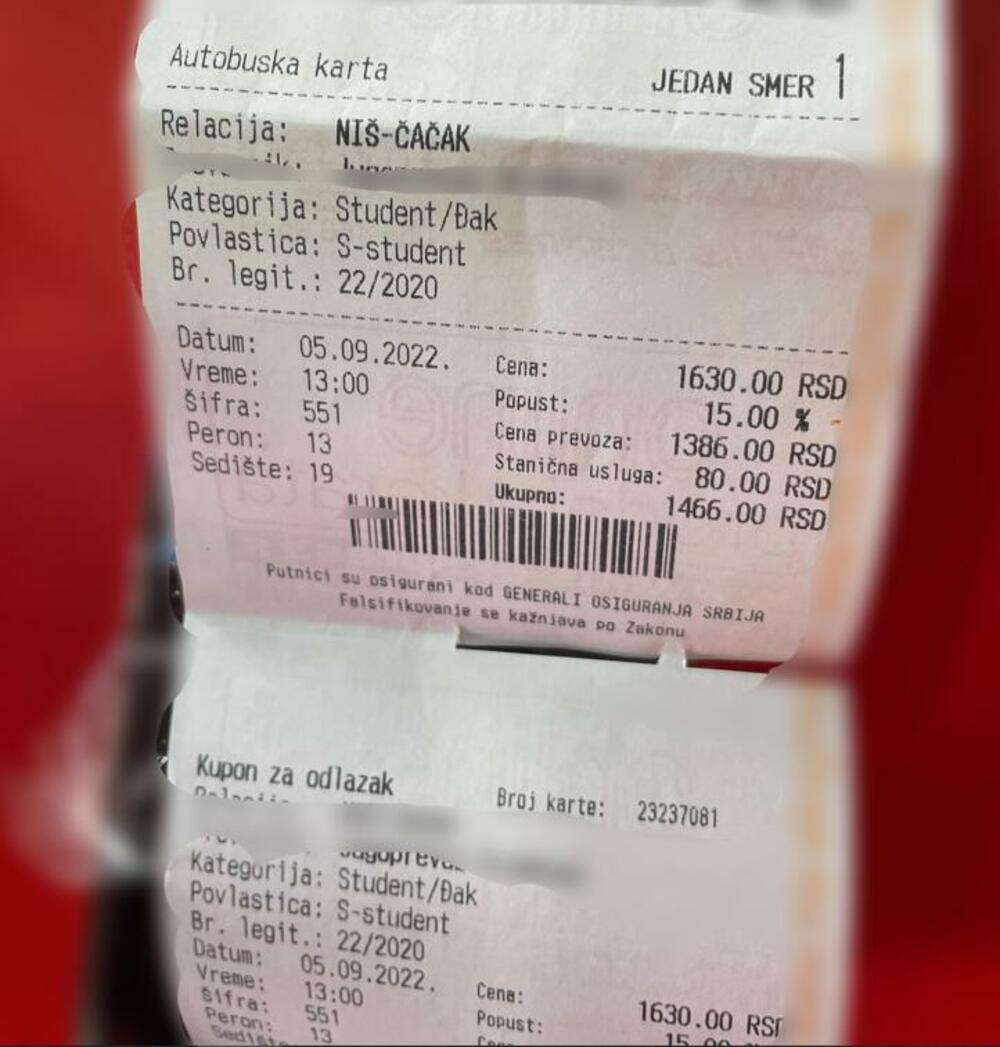 Autobuska karta JEDAN SMER 1
Relacija: NIŠ-ČAČAK
Kategorija: Student/Đak
Povlastica: S-student
Br. legit.: 22/2020
Datum: 05.09.2022. Cena: 1630.00 RSD
Vreme: 13:00 Popust: 15.00 %
Šifra: 551 Cena prevoza: 1386.00 RSD
Peron: 13 Stanična usluga: 80.00 RSD
Sedište: 19 Ukupno: 1466.00 RSD
Putnici su osigurani kod GENERALI OSIGURANJA SRBIJA
Falsifikovanje se kažnjava po Zakonu
Kupon za odlazak Broj karte: 23237081
Kategorija: Student/Đak
Povlastica: S-student
Br. legit.: 22/2020
Datum: 05.09.2022. Cena: 1630.00 RSD
Vreme: 13:00 Popust: 15.00
Šifra: 551
Peron: 13
Sedište